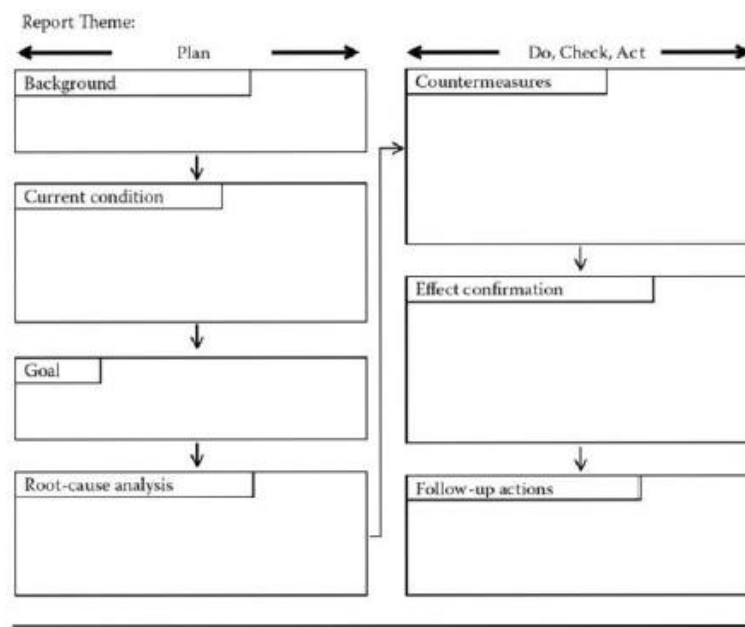 Report Theme:
Plan
Background
Current condition
Goal
Root-cause analysis
Do, Check, Act
Countermeasures
Effect confirmation
Follow-up actions